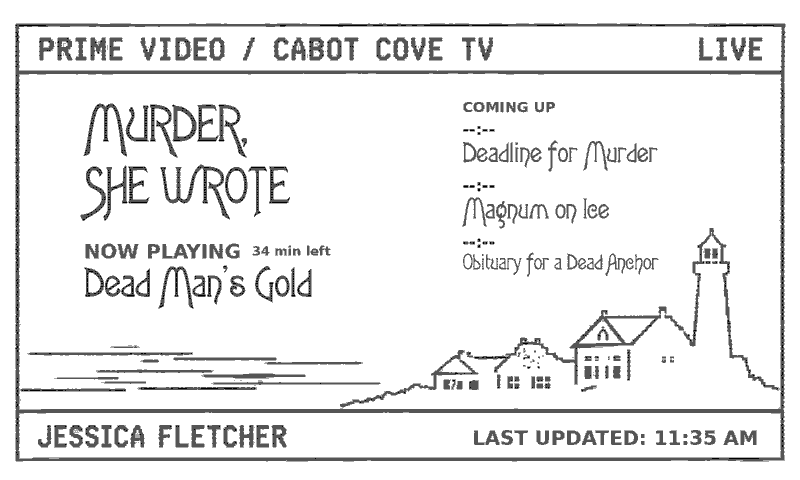 PRIME VIDEO / CABOT COVE TV
LIVE
MURDER,
SHE WROTE
NOW PLAYING 34 min left
Dead Man's Gold
COMING UP
--:--
Deadline for Murder
--:--
Magnum on Ice
--:--
Obituary for a Dead Anchor
JESSICA FLETCHER
LAST UPDATED: 11:35 AM